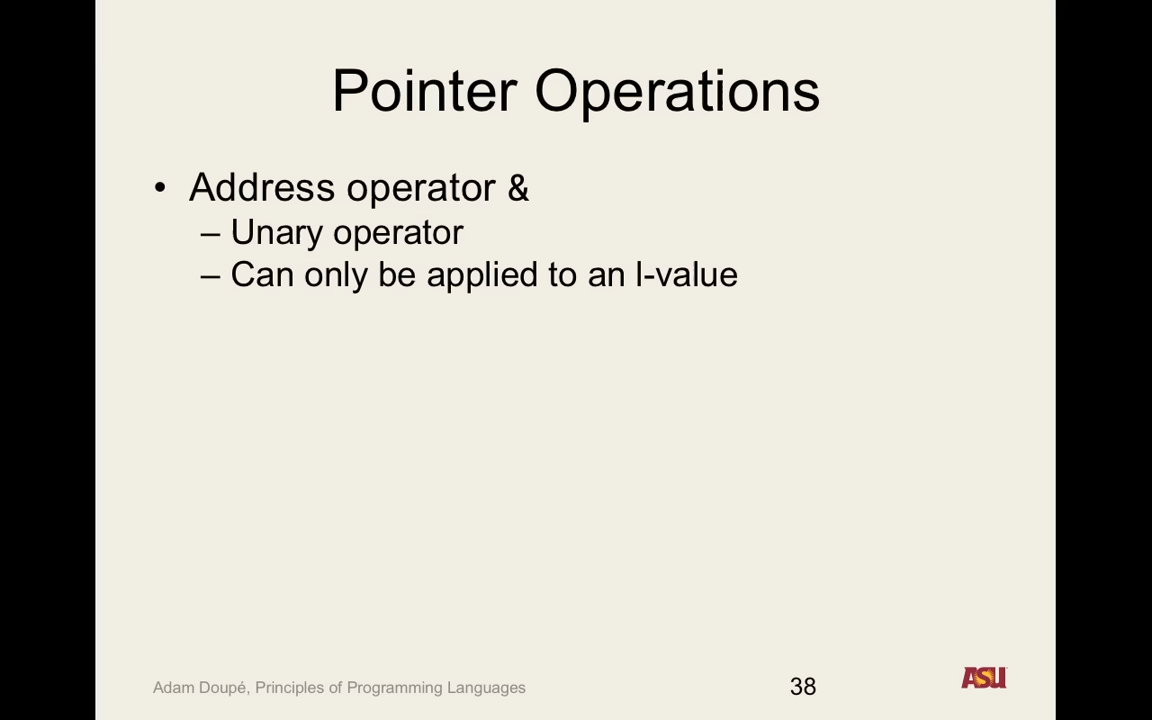 Pointer Operations
• Address operator &
– Unary operator
– Can only be applied to an l-value
Adam Doupé, Principles of Programming Languages
38
ASU